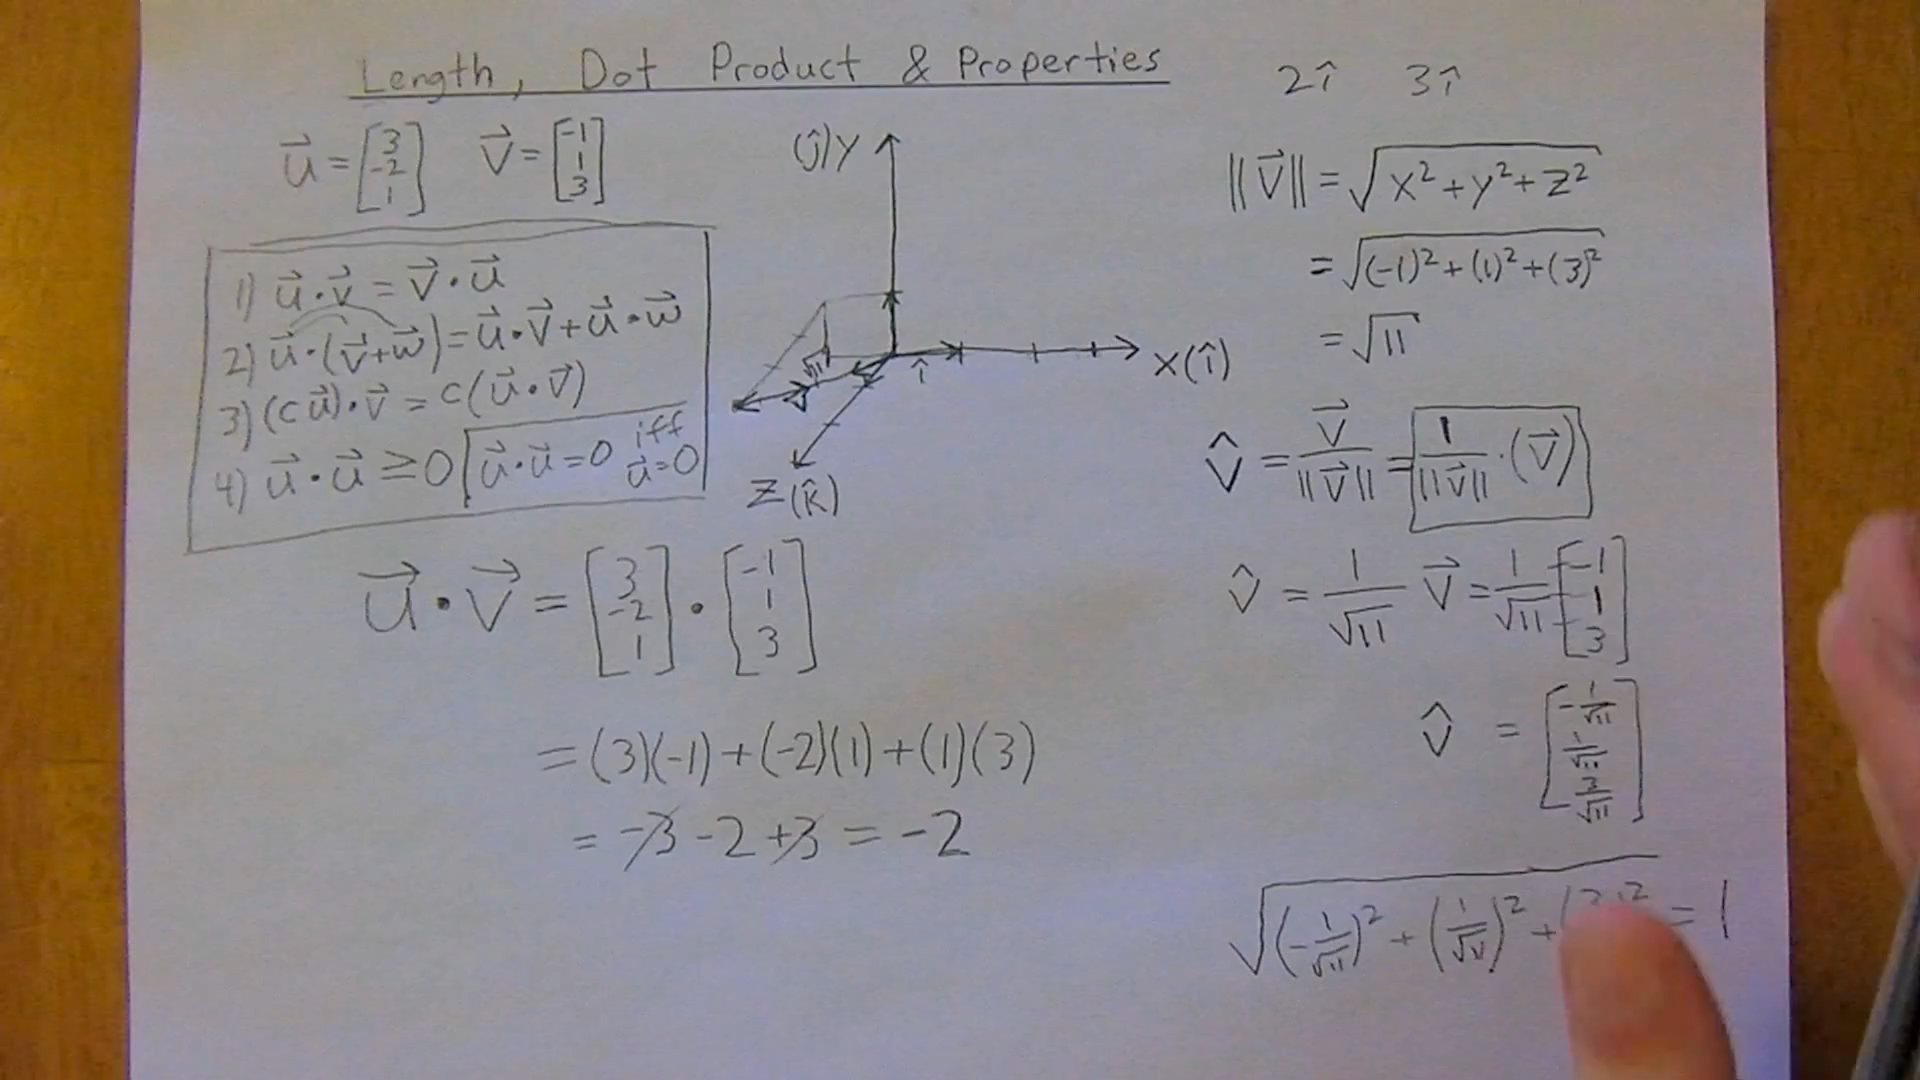 Length, Dot Product & Properties
2î 3î
u⃗ = [3 -2 1] v⃗ = [-1 1 3]
1) u⃗ · v⃗ = v⃗ · u⃗
2) u⃗ · (v⃗ + w⃗) = u⃗ · v⃗ + u⃗ · w⃗
3) (c u⃗) · v⃗ = c(u⃗ · v⃗)
4) u⃗ · u⃗ ≥ 0 u⃗ · u⃗ = 0 iff u⃗ = 0
(ĵ) Y
X (î)
î
√11
v̂
Z (k̂)
u⃗ · v⃗ = [3 -2 1] · [-1 1 3]
= (3)(-1) + (-2)(1) + (1)(3)
= -3 - 2 + 3 = -2
||v⃗|| = √(x² + y² + z²)
= √((-1)² + (1)² + (3)²)
= √11
v̂ = v⃗/||v⃗|| = 1/||v⃗|| · (v⃗)
v̂ = 1/√11 v⃗ = 1/√11 [-1 1 3]
v̂ = [-1/√11 1/√11 3/√11]
√((-1/√11)² + (1/√11)² + ( )² = 1